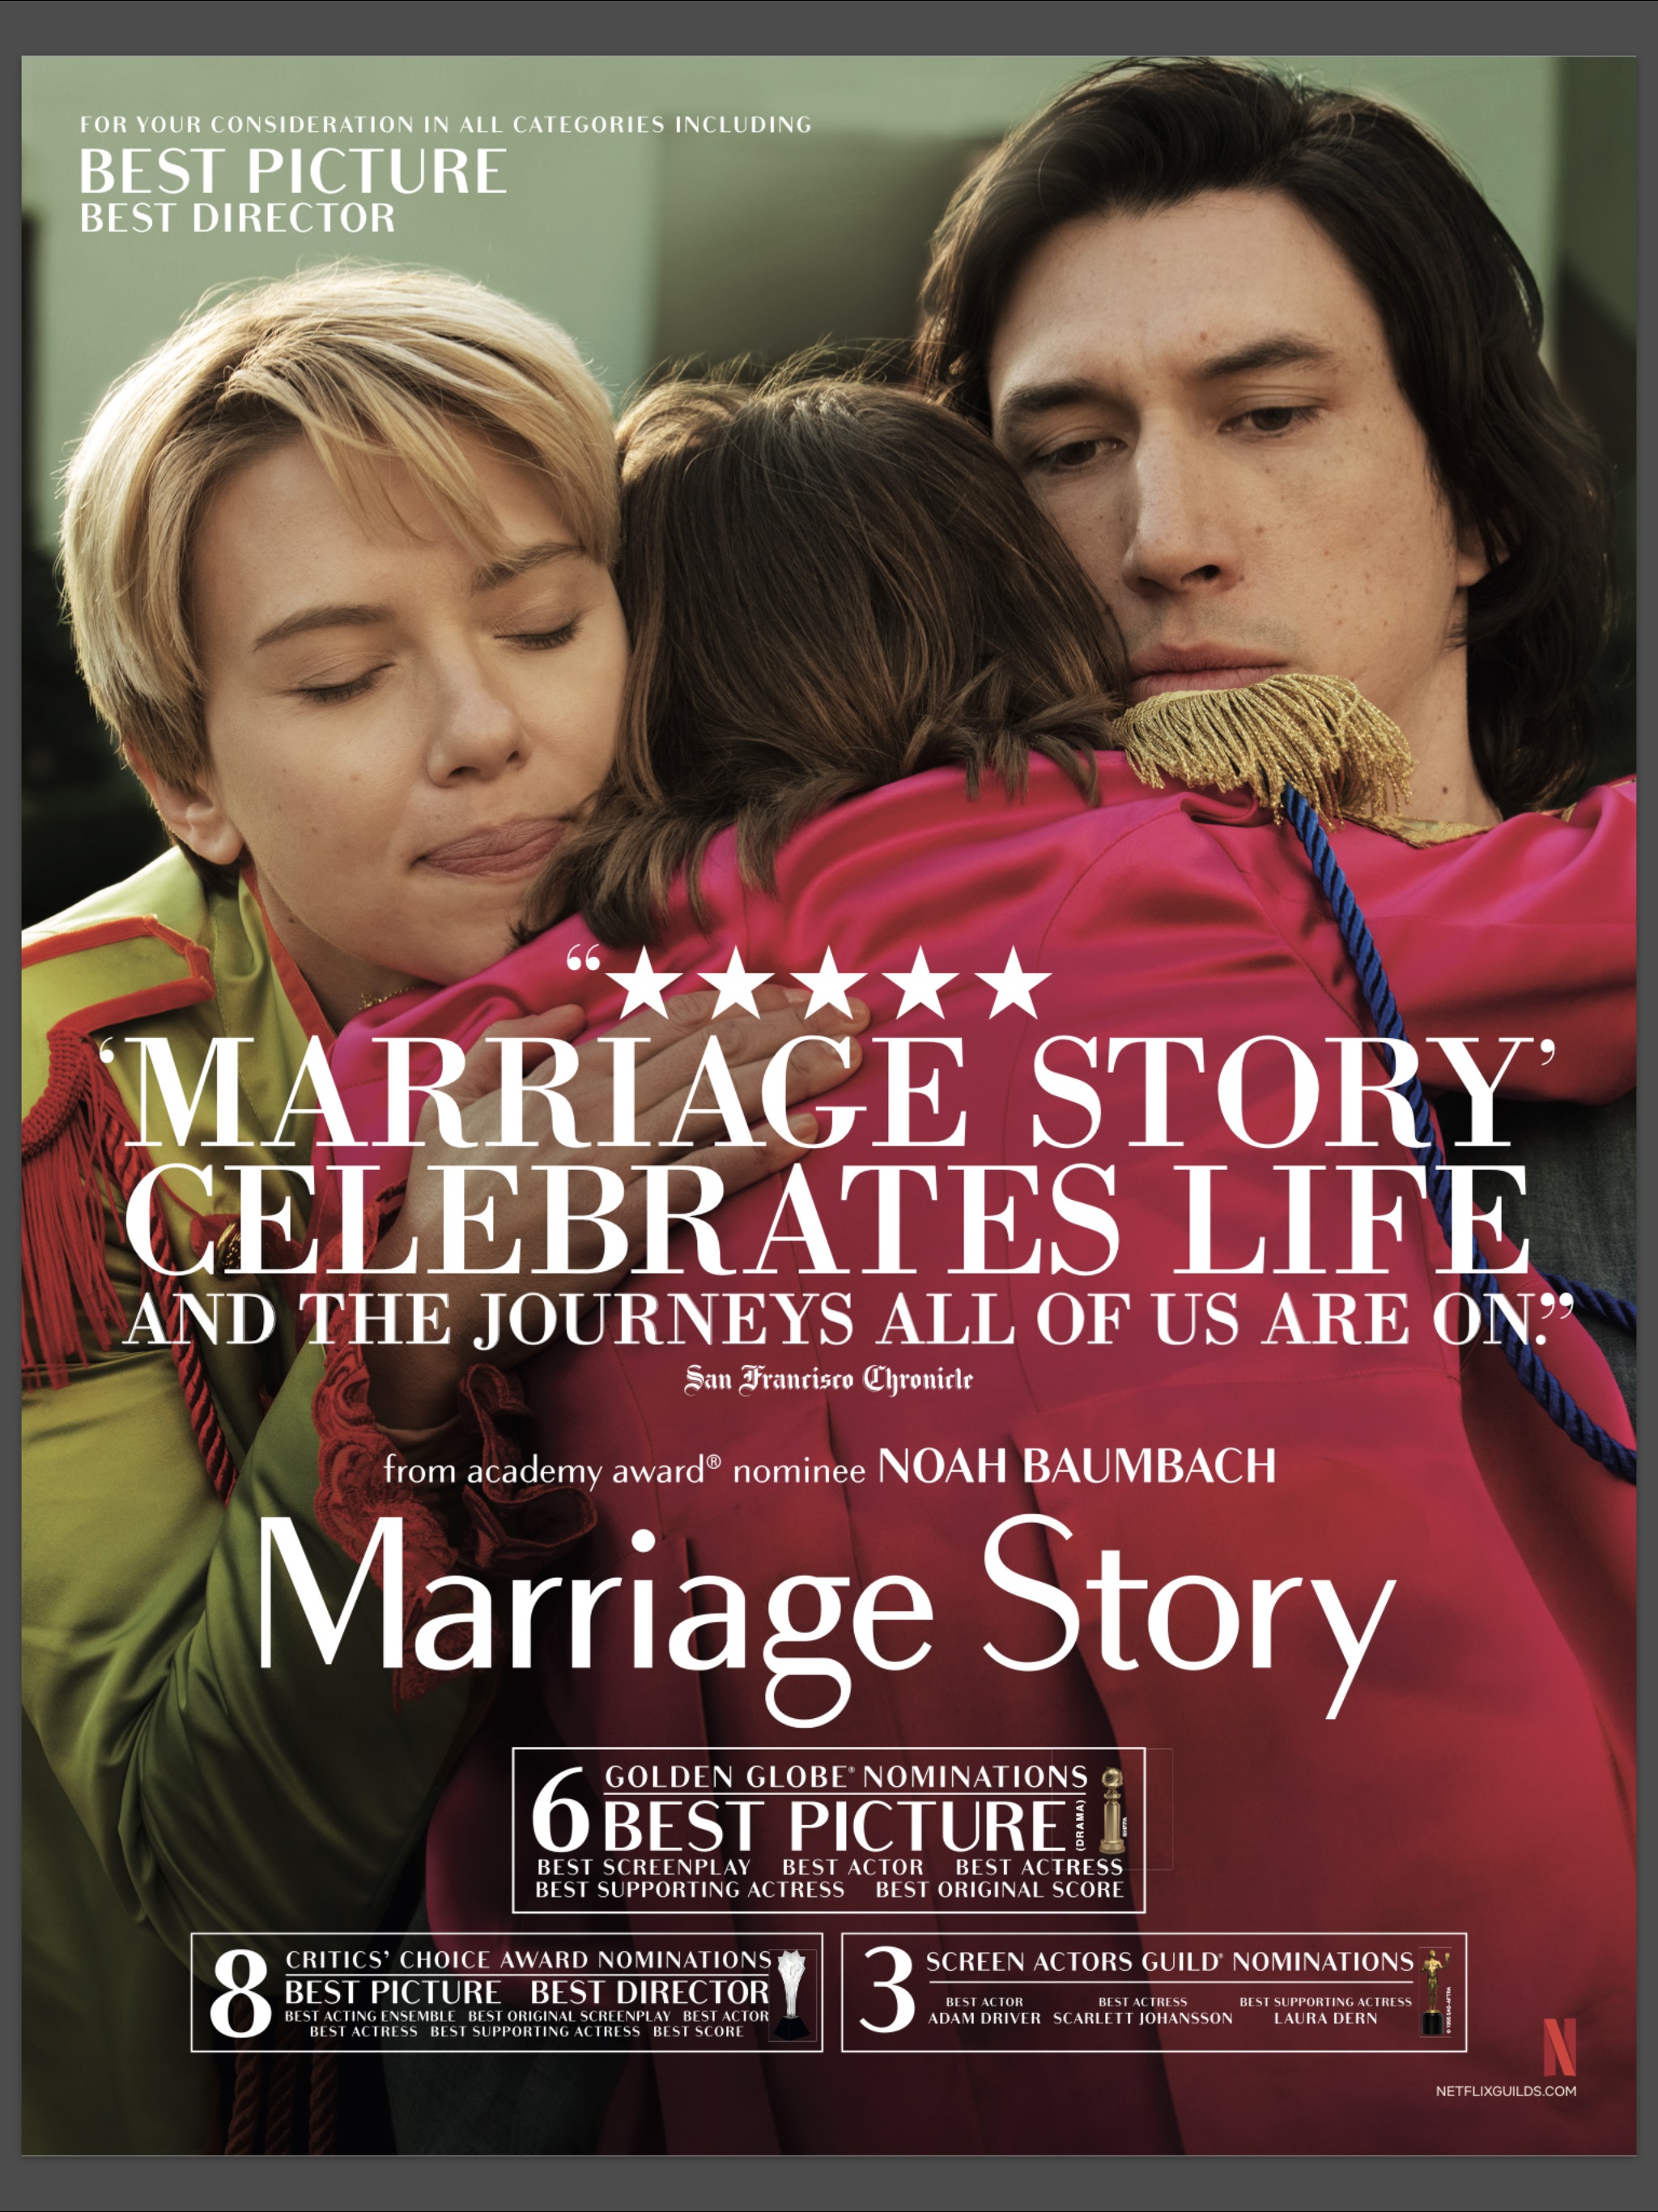 FOR YOUR CONSIDERATION IN ALL CATEGORIES INCLUDING
BEST PICTURE
BEST DIRECTOR
“★★★★★
‘MARRIAGE STORY’
CELEBRATES LIFE
AND THE JOURNEYS ALL OF US ARE ON.”
San Francisco Chronicle
from academy award® nominee NOAH BAUMBACH
Marriage Story
6 GOLDEN GLOBE® NOMINATIONS
BEST PICTURE (DRAMA)
BEST SCREENPLAY BEST ACTOR BEST ACTRESS
BEST SUPPORTING ACTRESS BEST ORIGINAL SCORE
8 CRITICS’ CHOICE AWARD NOMINATIONS
BEST PICTURE BEST DIRECTOR
BEST ACTING ENSEMBLE BEST ORIGINAL SCREENPLAY BEST ACTOR
BEST ACTRESS BEST SUPPORTING ACTRESS BEST SCORE
3 SCREEN ACTORS GUILD® NOMINATIONS
BEST ACTOR BEST ACTRESS BEST SUPPORTING ACTRESS
ADAM DRIVER SCARLETT JOHANSSON LAURA DERN
N
NETFLIXGUILDS.COM